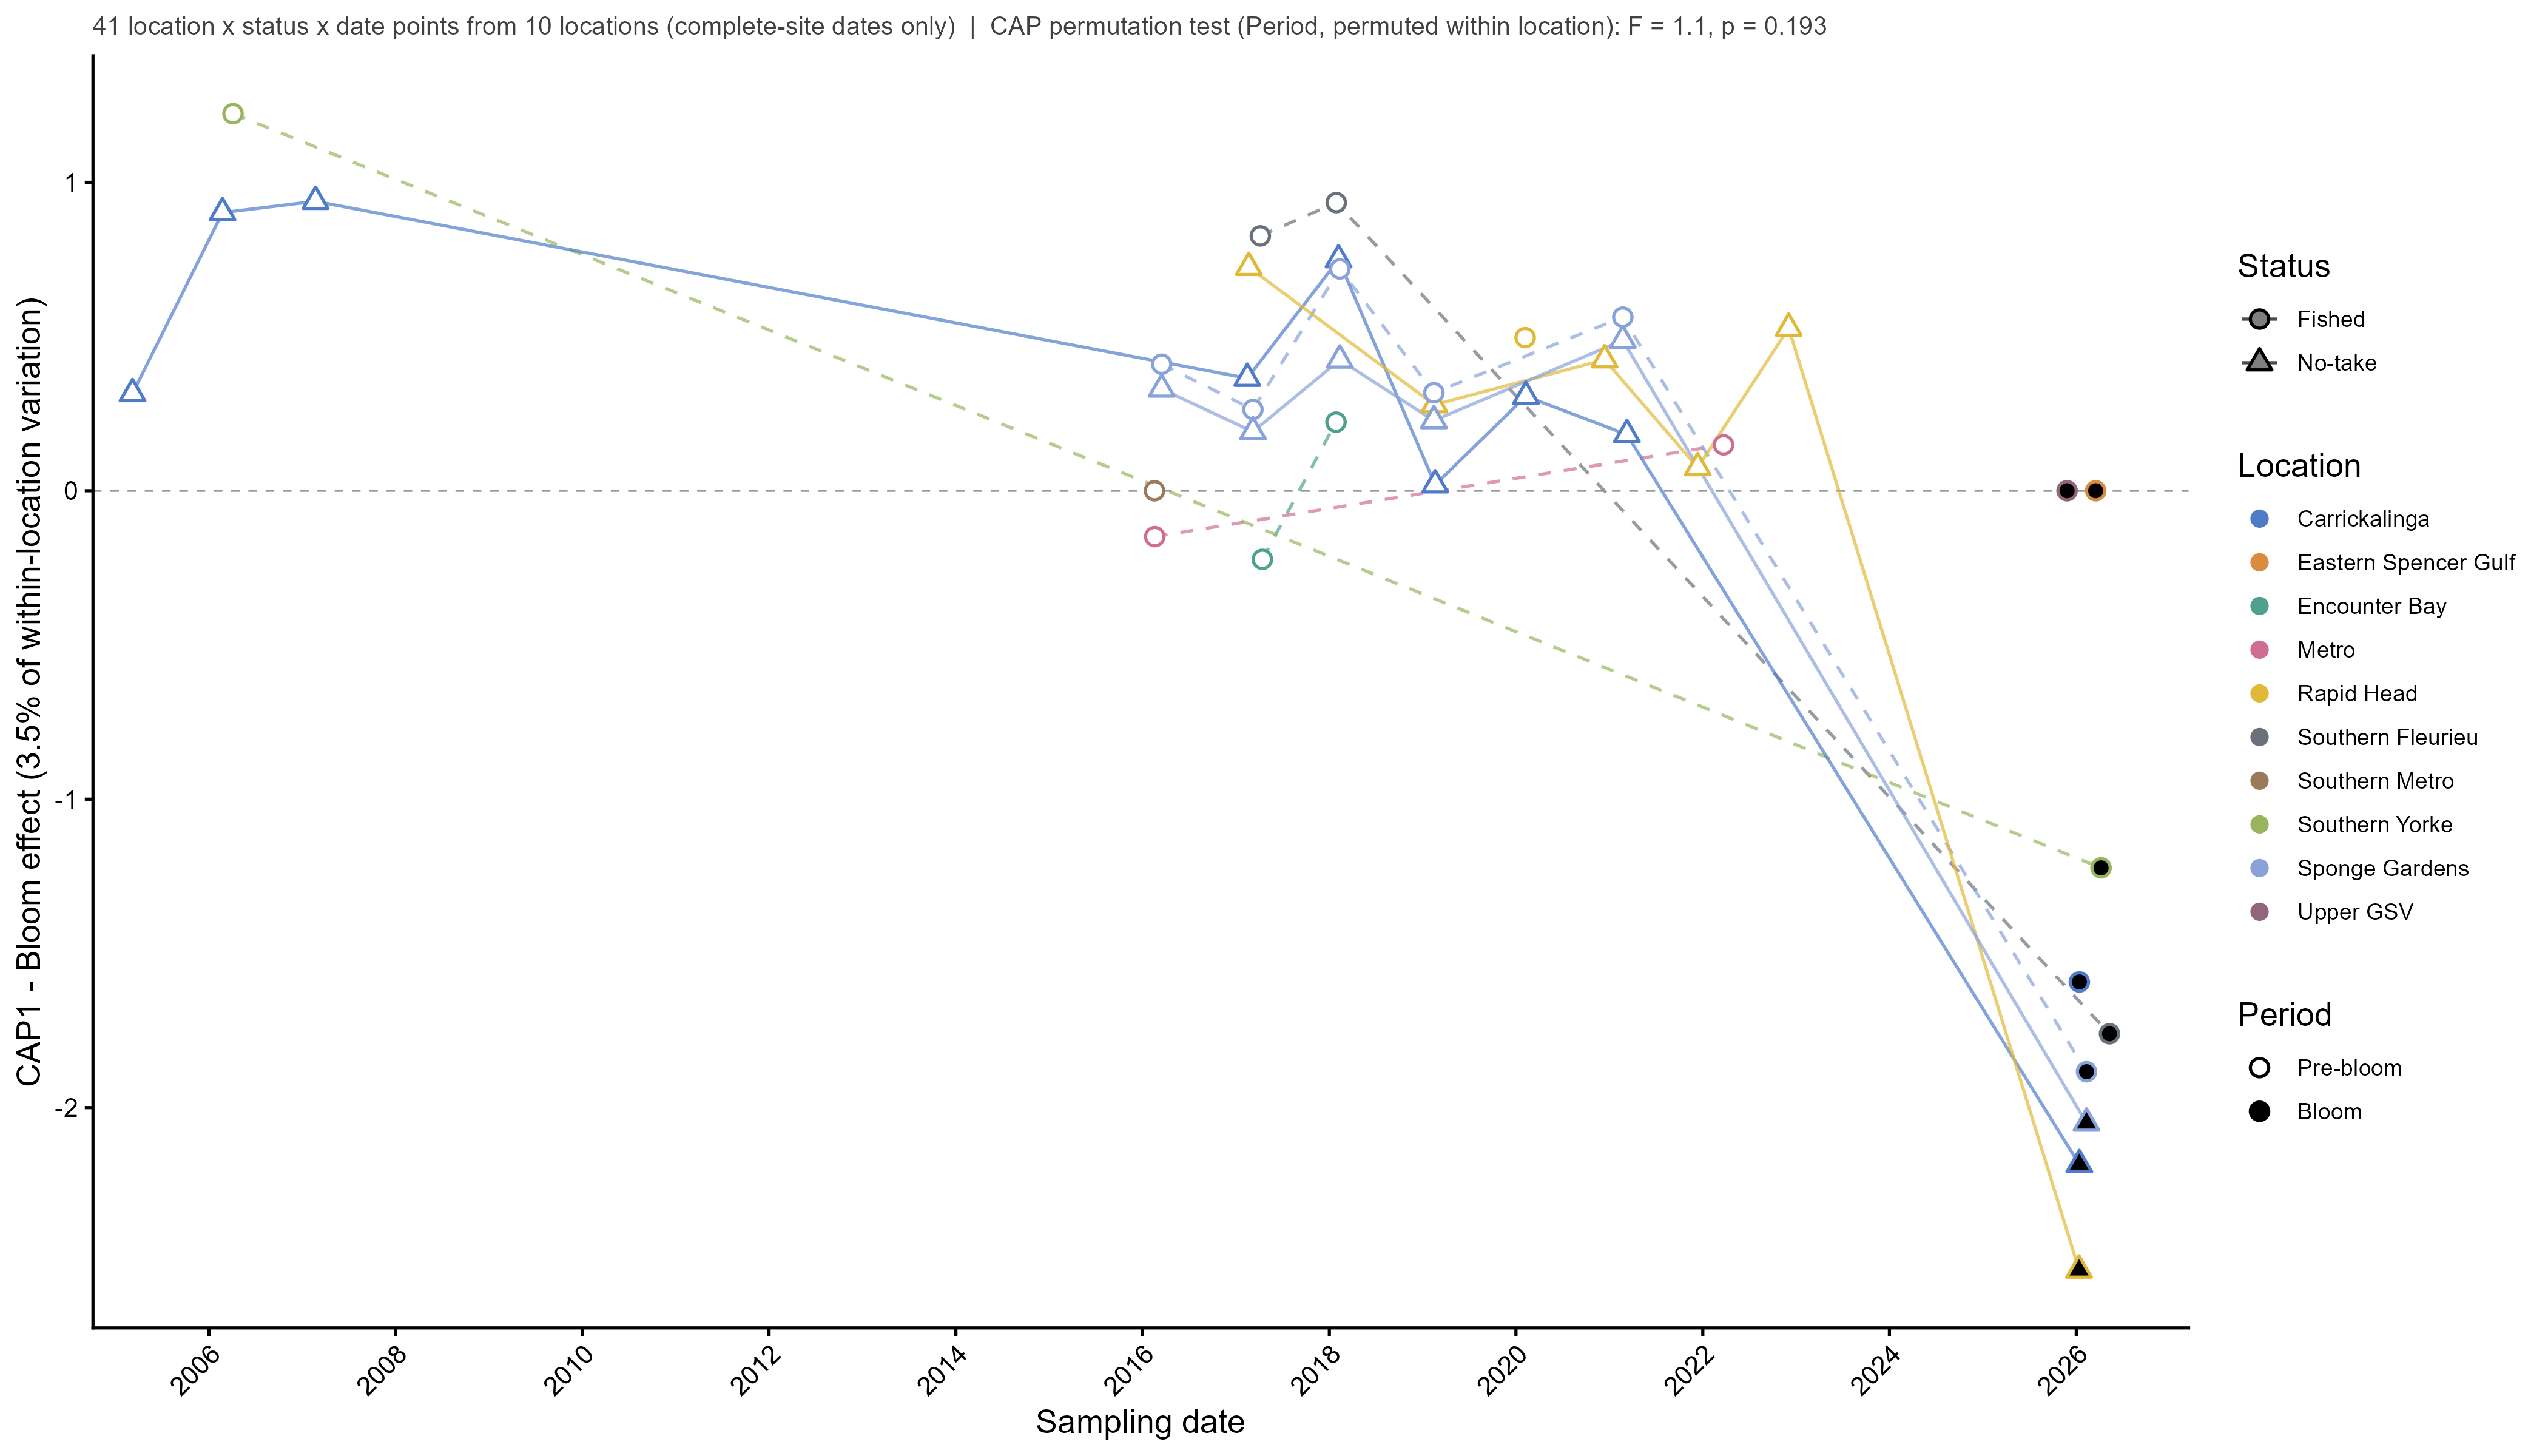 41 location x status x date points from 10 locations (complete-site dates only)  |  CAP permutation test (Period, permuted within location): F = 1.1, p = 0.193
CAP1 - Bloom effect (3.5% of within-location variation)
1
0
-1
-2
2006
2008
2010
2012
2014
2016
2018
2020
2022
2024
2026
Sampling date
Status
Fished
No-take
Location
Carrickalinga
Eastern Spencer Gulf
Encounter Bay
Metro
Rapid Head
Southern Fleurieu
Southern Metro
Southern Yorke
Sponge Gardens
Upper GSV
Period
Pre-bloom
Bloom